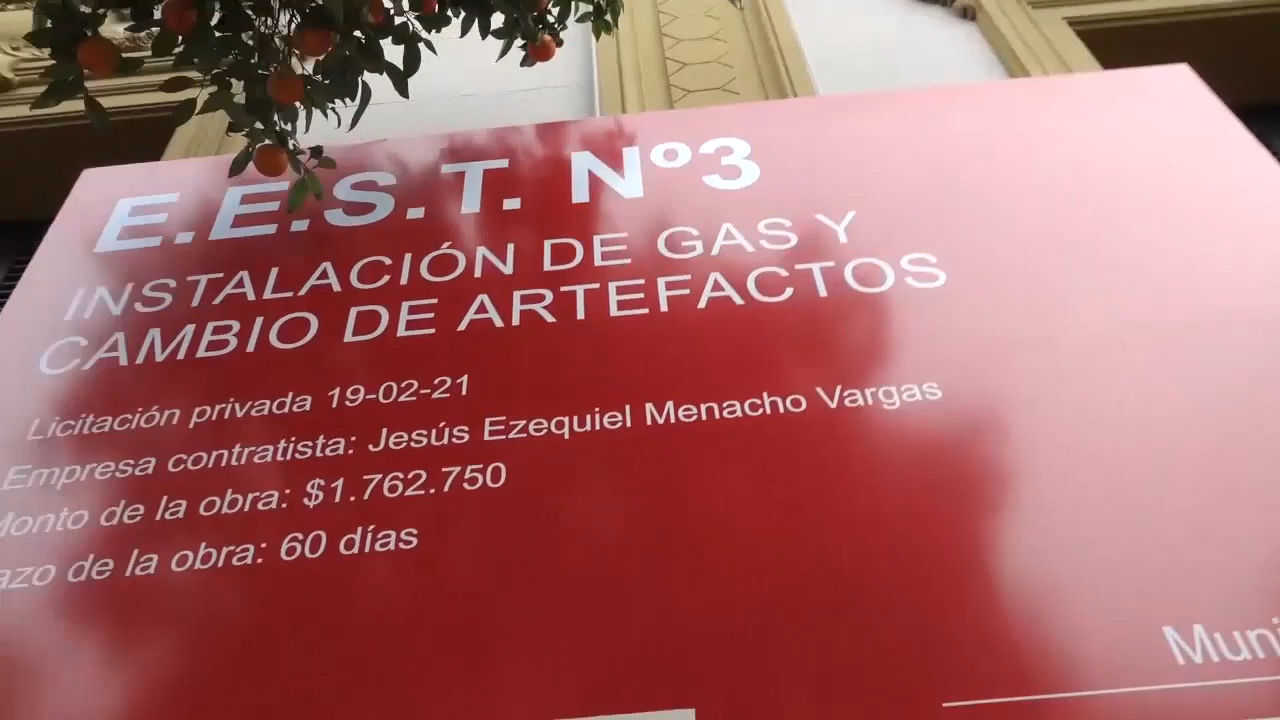 E.E.S.T. Nº3
INSTALACIÓN DE GAS Y
CAMBIO DE ARTEFACTOS
Licitación privada 19-02-21
Empresa contratista: Jesús Ezequiel Menacho Vargas
Monto de la obra: $1.762.750
azo de la obra: 60 días
Muni